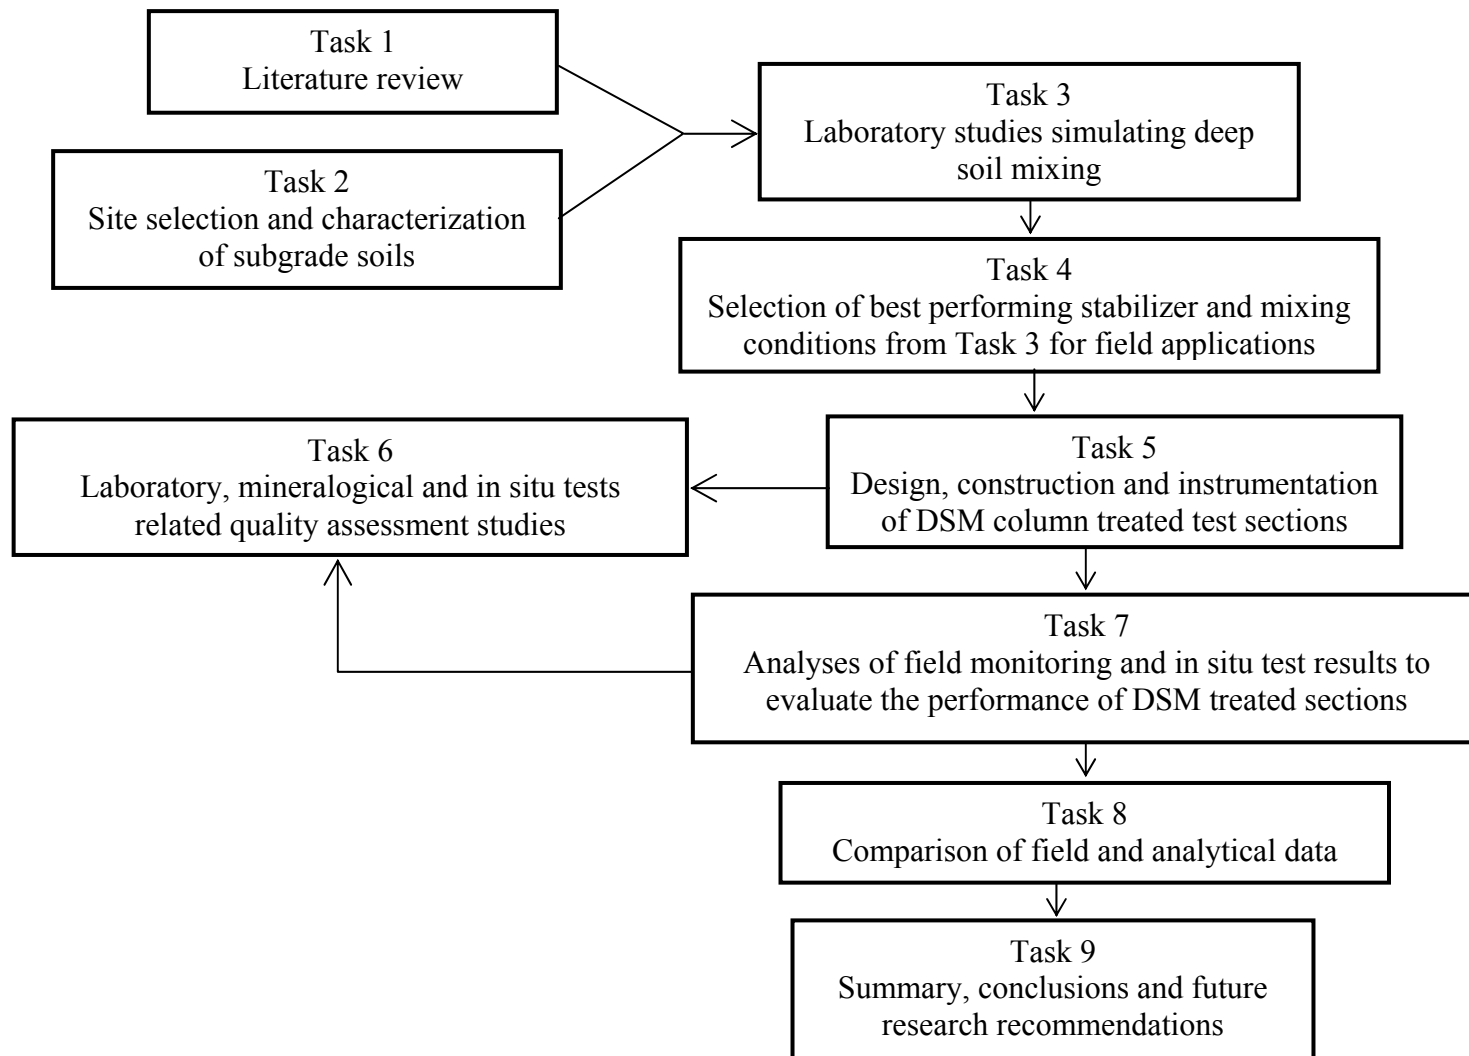 Task 1
Literature review
Task 2
Site selection and characterization
of subgrade soils
Task 3
Laboratory studies simulating deep
soil mixing
Task 4
Selection of best performing stabilizer and mixing
conditions from Task 3 for field applications
Task 5
Design, construction and instrumentation
of DSM column treated test sections
Task 6
Laboratory, mineralogical and in situ tests
related quality assessment studies
Task 7
Analyses of field monitoring and in situ test results to
evaluate the performance of DSM treated sections
Task 8
Comparison of field and analytical data
Task 9
Summary, conclusions and future
research recommendations